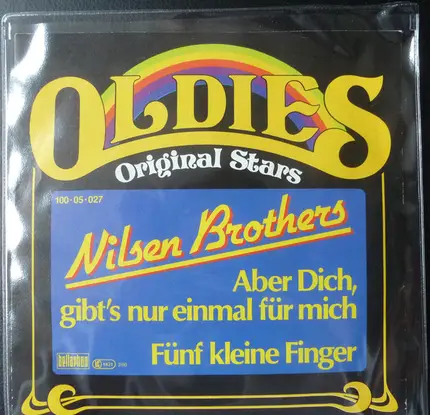 OLDIES
Original Stars
100·05·027
Nilsen Brothers
Aber Dich,
gibt's nur einmal für mich
Fünf kleine Finger
bellaphon